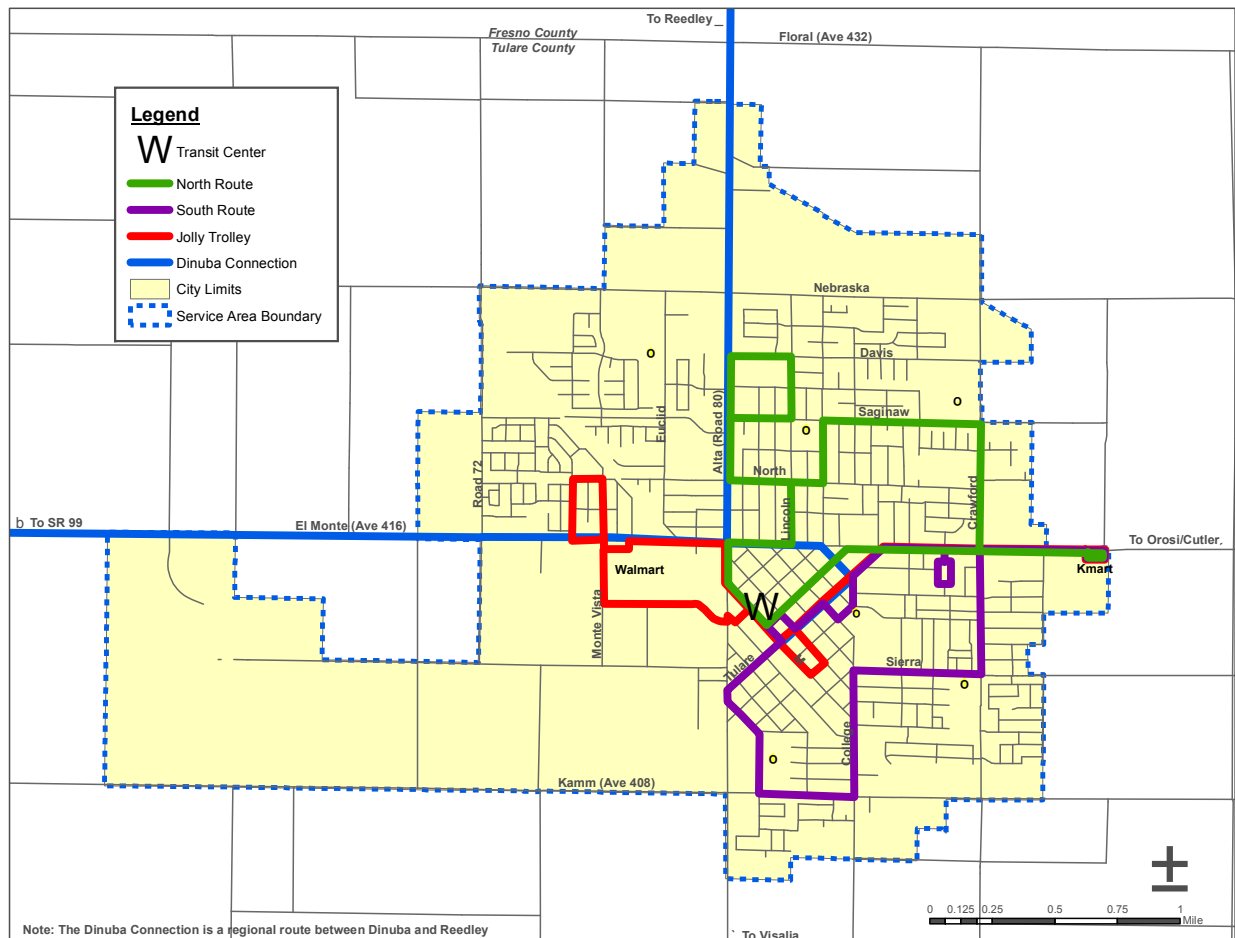 To Reedley _
Fresno County
Tulare County
Floral (Ave 432)
Legend
W Transit Center
North Route
South Route
Jolly Trolley
Dinuba Connection
City Limits
Service Area Boundary
Nebraska
Davis
Saginaw
Euclid
Alta (Road 80)
North
Road 72
Lincoln
Crawford
b To SR 99
El Monte (Ave 416)
To Orosi/Cutler,
Walmart
Kmart
W
Monte Vista
M
Tulare
Sierra
College
Kamm (Ave 408)
o
o
o
o
o
o
±
0 0.125 0.25 0.5 0.75 1
Mile
Note: The Dinuba Connection is a regional route between Dinuba and Reedley
` To Visalia